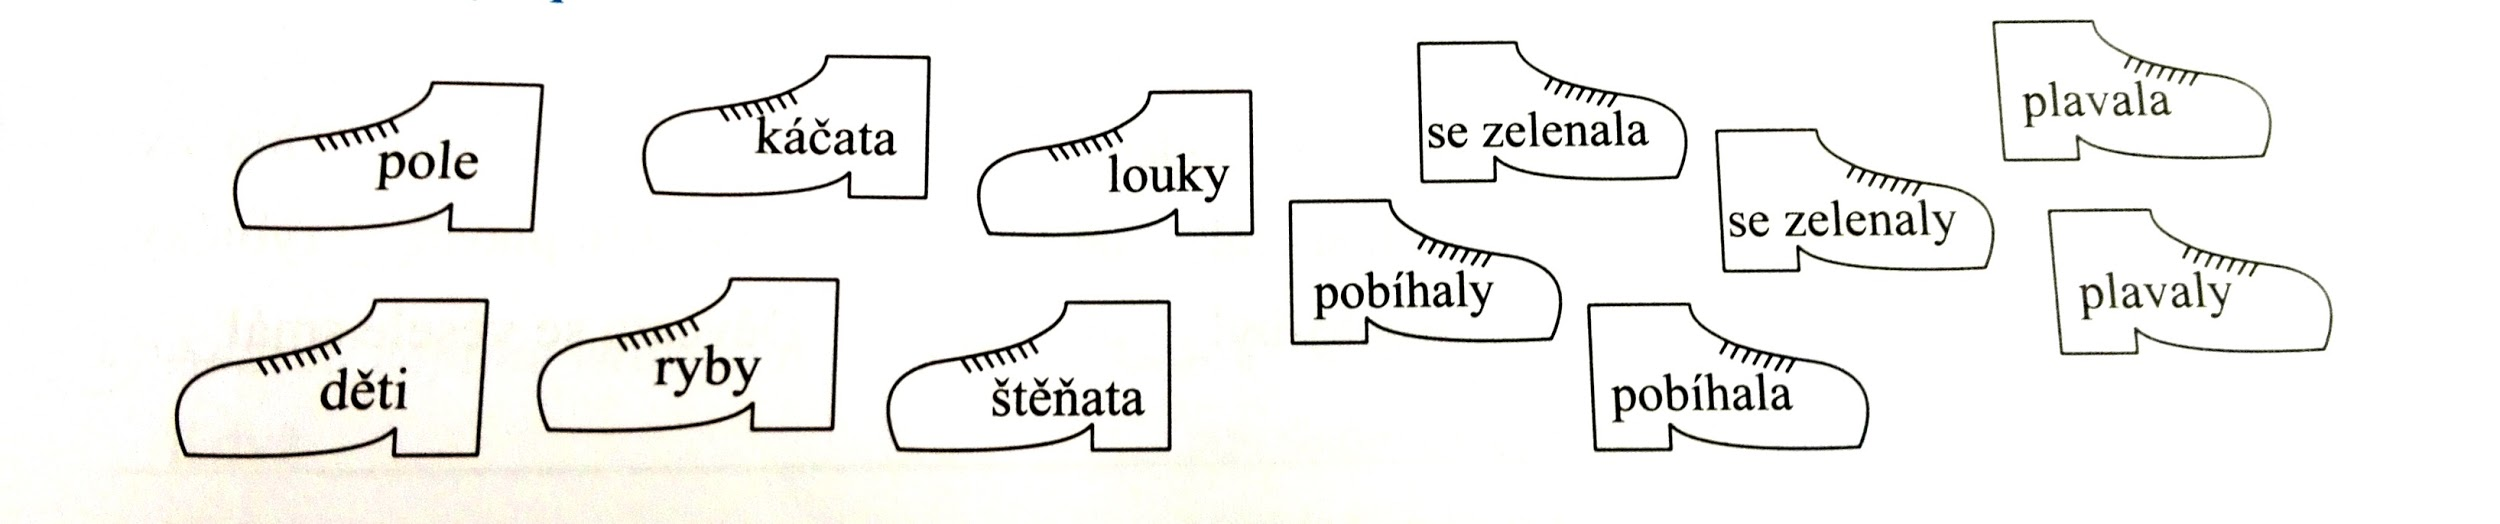 pole
káčata
louky
děti
ryby
štěňata
se zelenala
plavala
se zelenaly
pobíhaly
plavaly
pobíhala